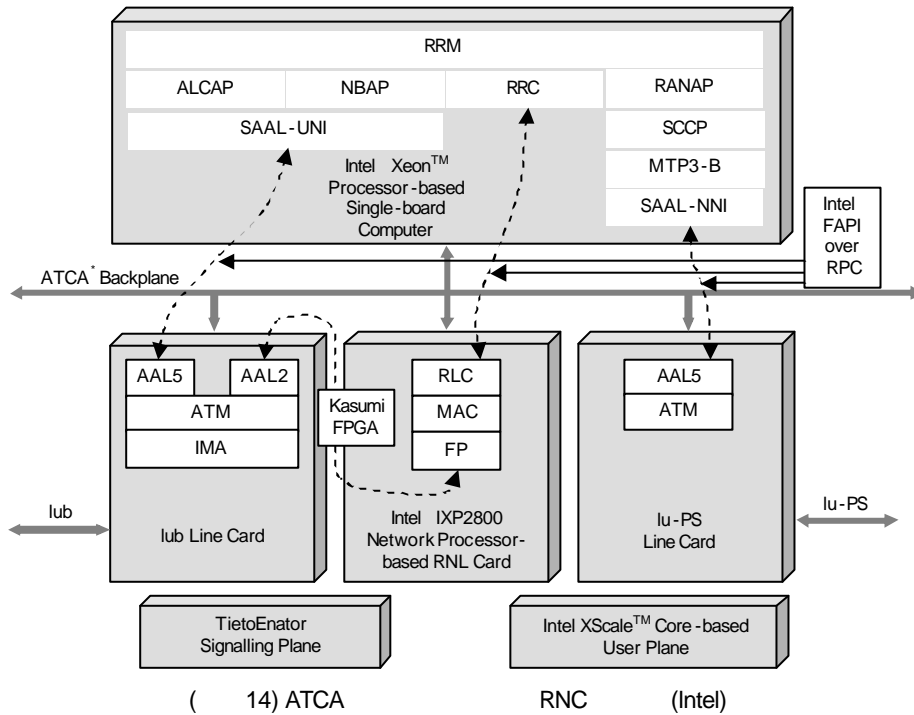 RRM
ALCAP
NBAP
RRC
RANAP
SAAL-UNI
SCCP
MTP3-B
SAAL-NNI
Intel Xeon™
Processor-based
Single-board
Computer
Intel
FAPI
over
RPC
ATCA* Backplane
AAL5
AAL2
ATM
IMA
Kasumi
FPGA
RLC
MAC
FP
AAL5
ATM
Iub
Iub Line Card
Intel IXP2800
Network Processor-
based RNL Card
Iu-PS
Line Card
Iu-PS
TietoEnator
Signalling Plane
Intel XScale™ Core-based
User Plane
( 14) ATCA RNC (Intel)